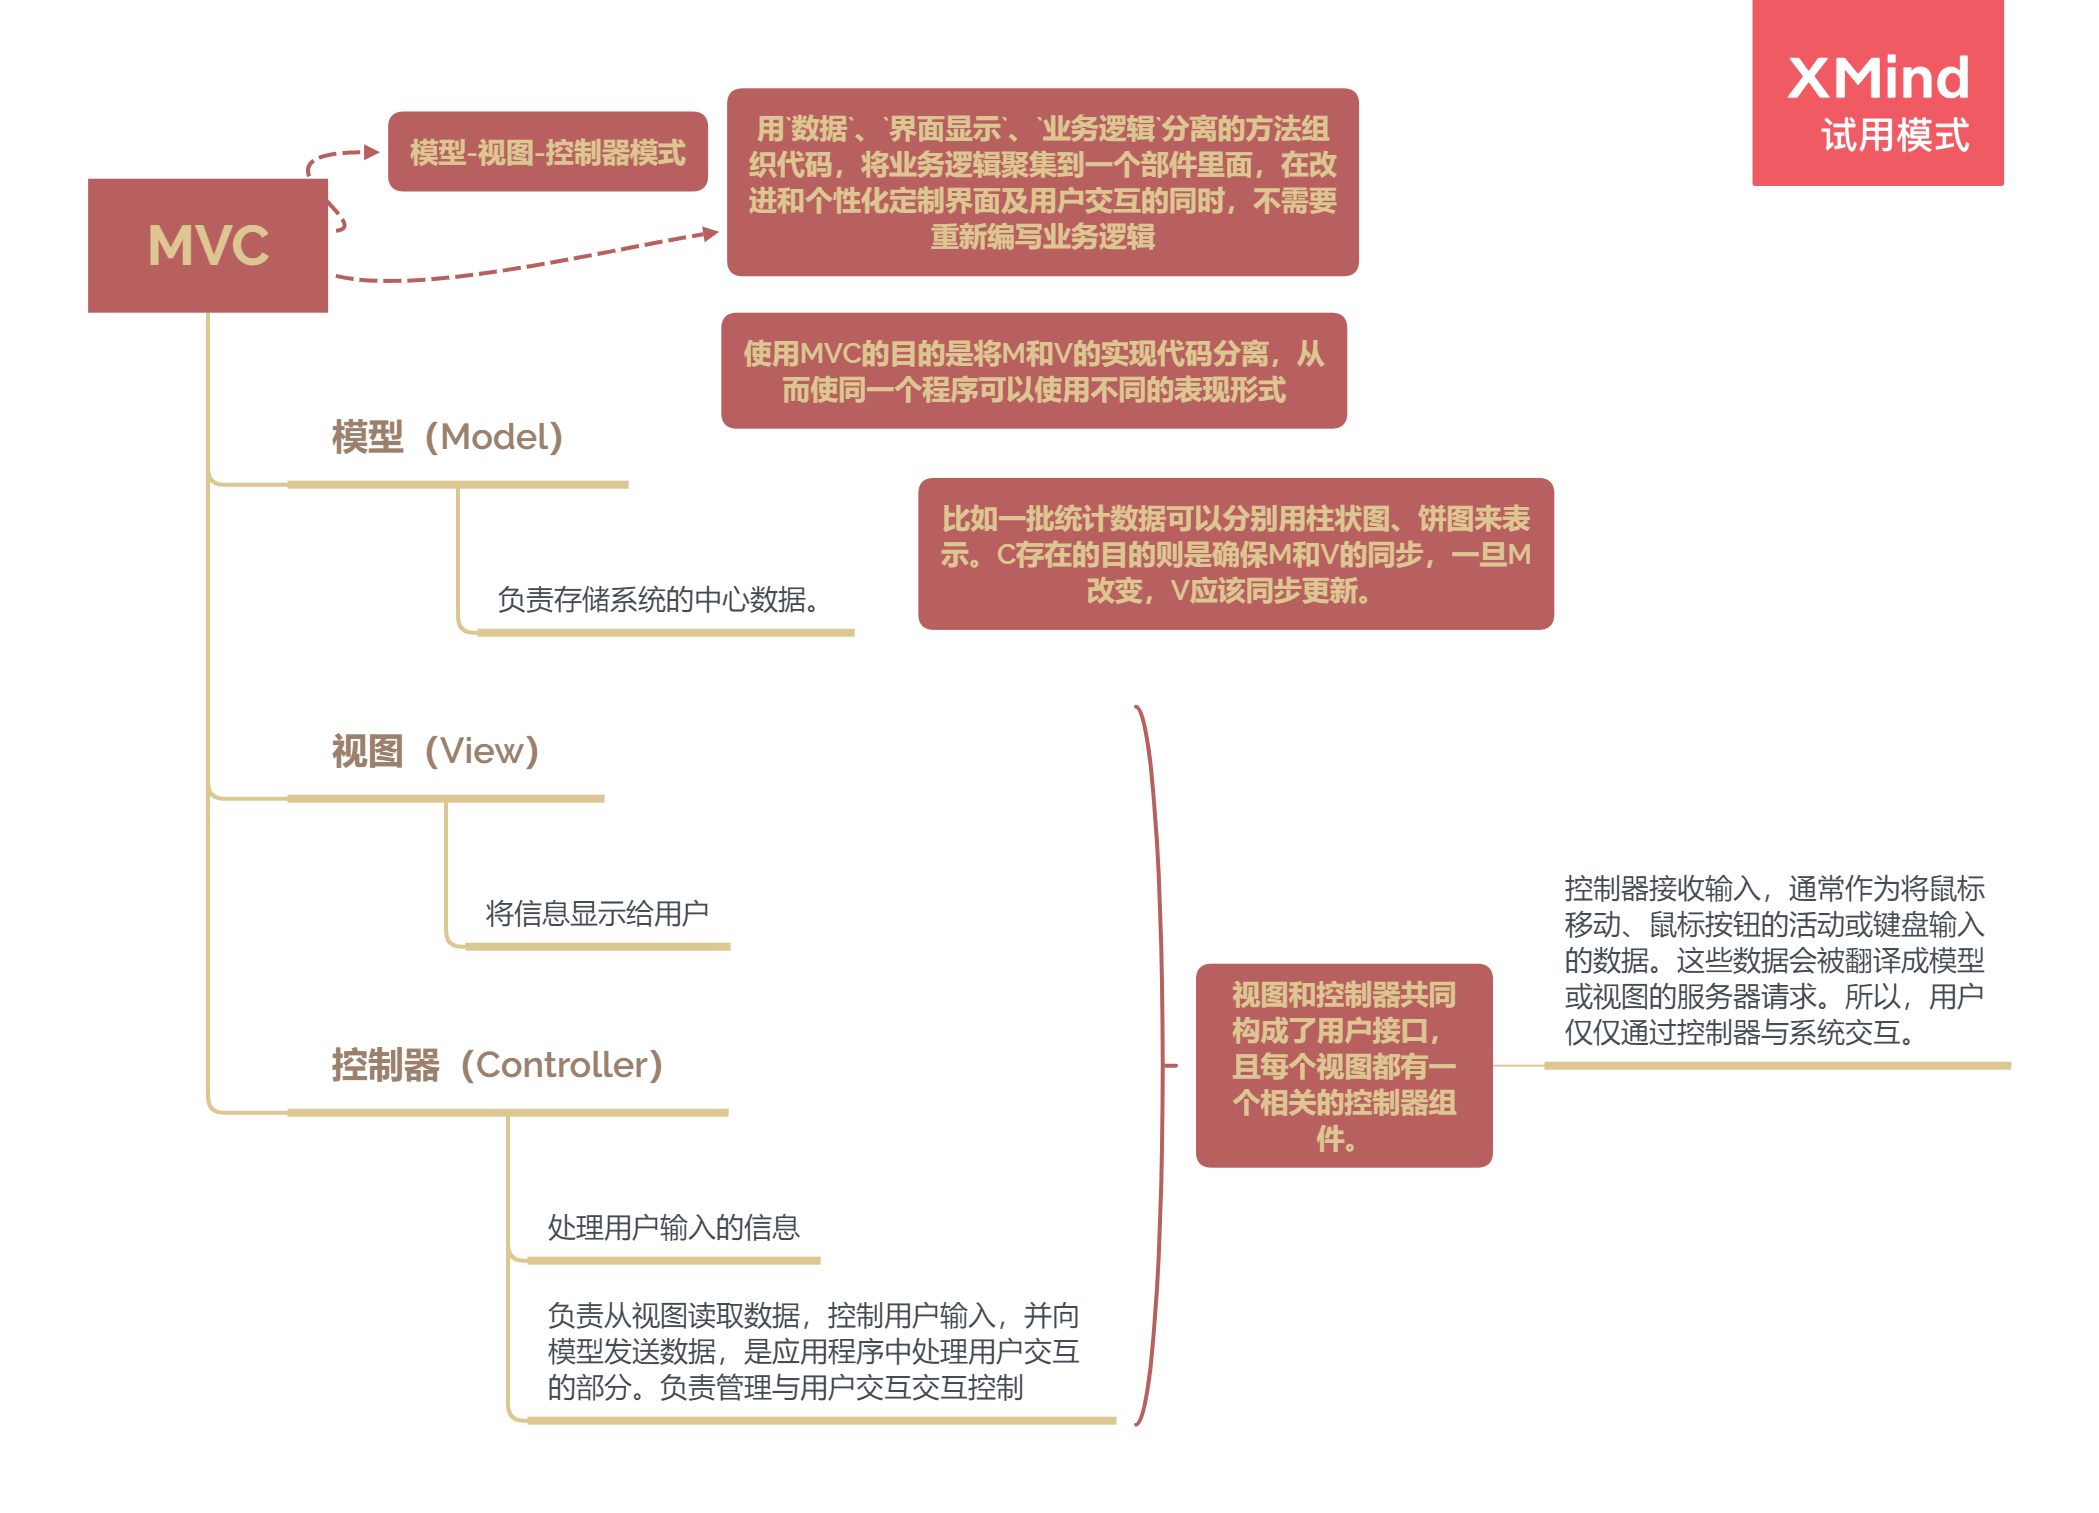 XMind
试用模式
模型-视图-控制器模式
用`数据`、`界面显示`、`业务逻辑`分离的方法组
织代码，将业务逻辑聚集到一个部件里面，在改
进和个性化定制界面及用户交互的同时，不需要
重新编写业务逻辑
MVC
使用MVC的目的是将M和V的实现代码分离，从
而使同一个程序可以使用不同的表现形式
模型（Model）
比如一批统计数据可以分别用柱状图、饼图来表
示。C存在的目的则是确保M和V的同步，一旦M
改变，V应该同步更新。
负责存储系统的中心数据。
视图（View）
将信息显示给用户
控制器（Controller）
处理用户输入的信息
负责从视图读取数据，控制用户输入，并向
模型发送数据，是应用程序中处理用户交互
的部分。负责管理与用户交互交互控制
视图和控制器共同
构成了用户接口，
且每个视图都有一
个相关的控制器组
件。
控制器接收输入，通常作为将鼠标
移动、鼠标按钮的活动或键盘输入
的数据。这些数据会被翻译成模型
或视图的服务器请求。所以，用户
仅仅通过控制器与系统交互。